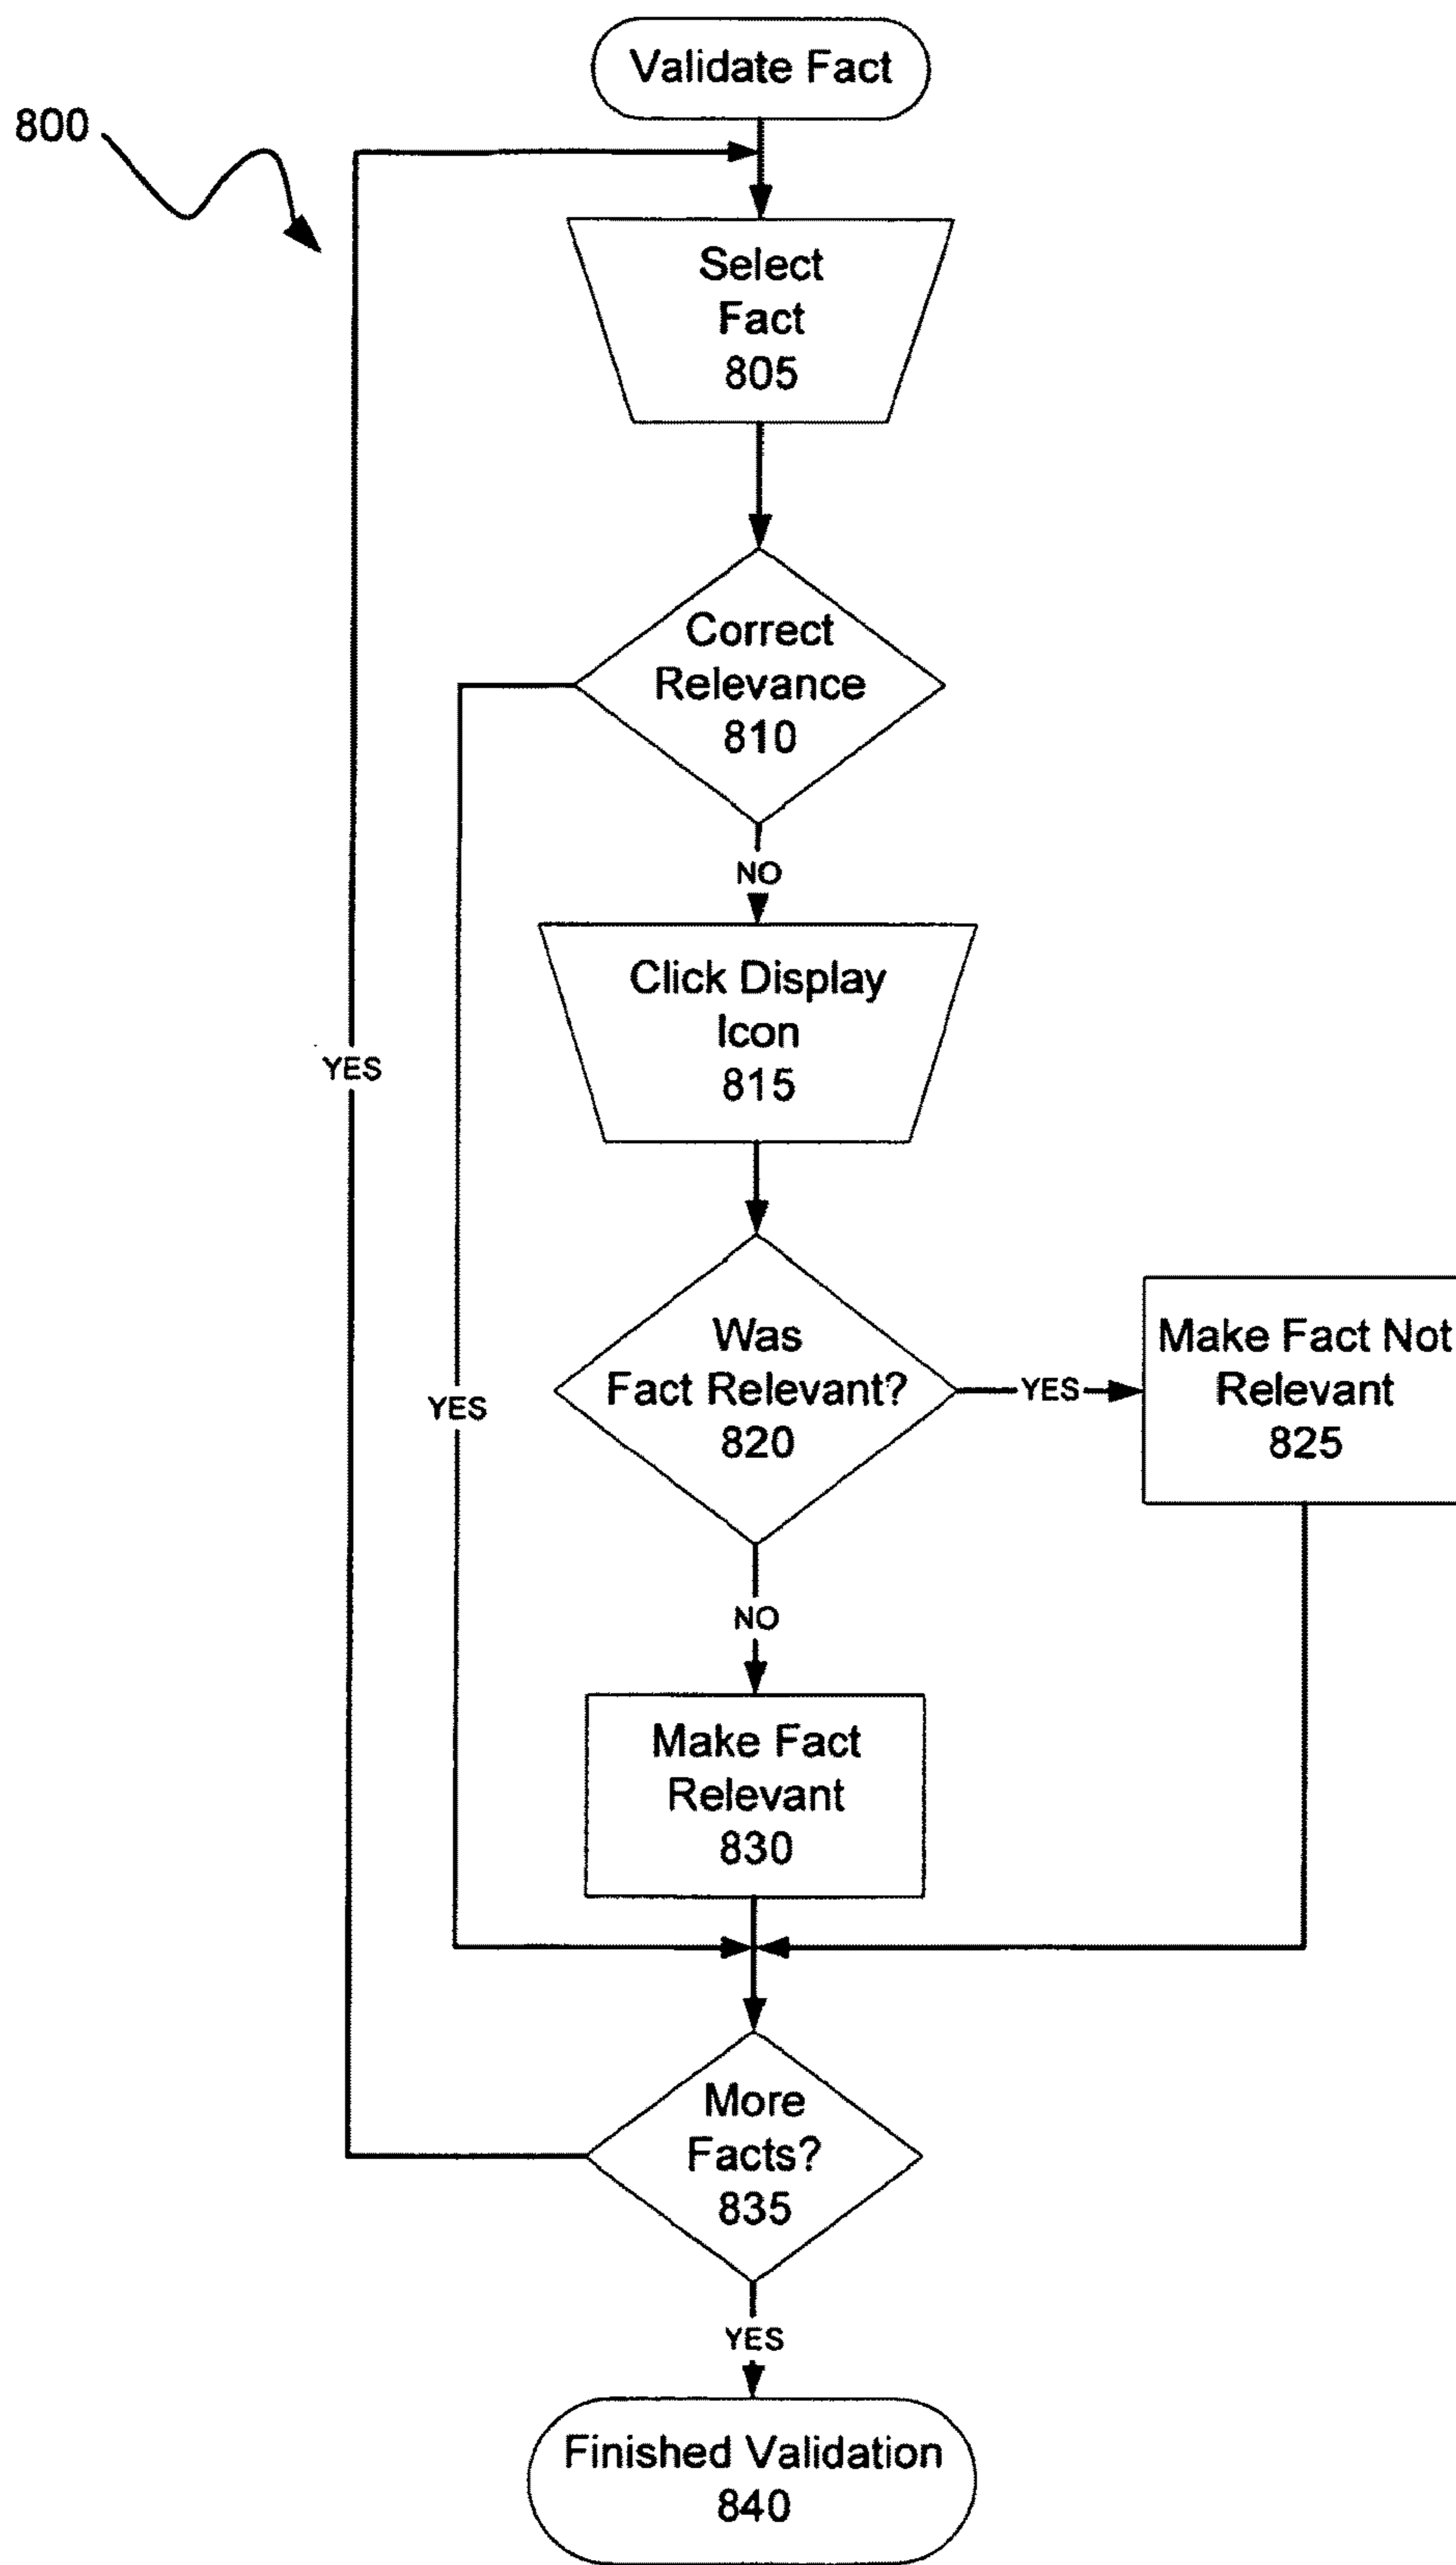 Validate Fact
800
Select
Fact
805
Correct
Relevance
810
NO
Click Display
Icon
815
YES
Was
Fact Relevant?
820
YES
Make Fact Not
Relevant
825
YES
NO
Make Fact
Relevant
830
More
Facts?
835
YES
Finished Validation
840